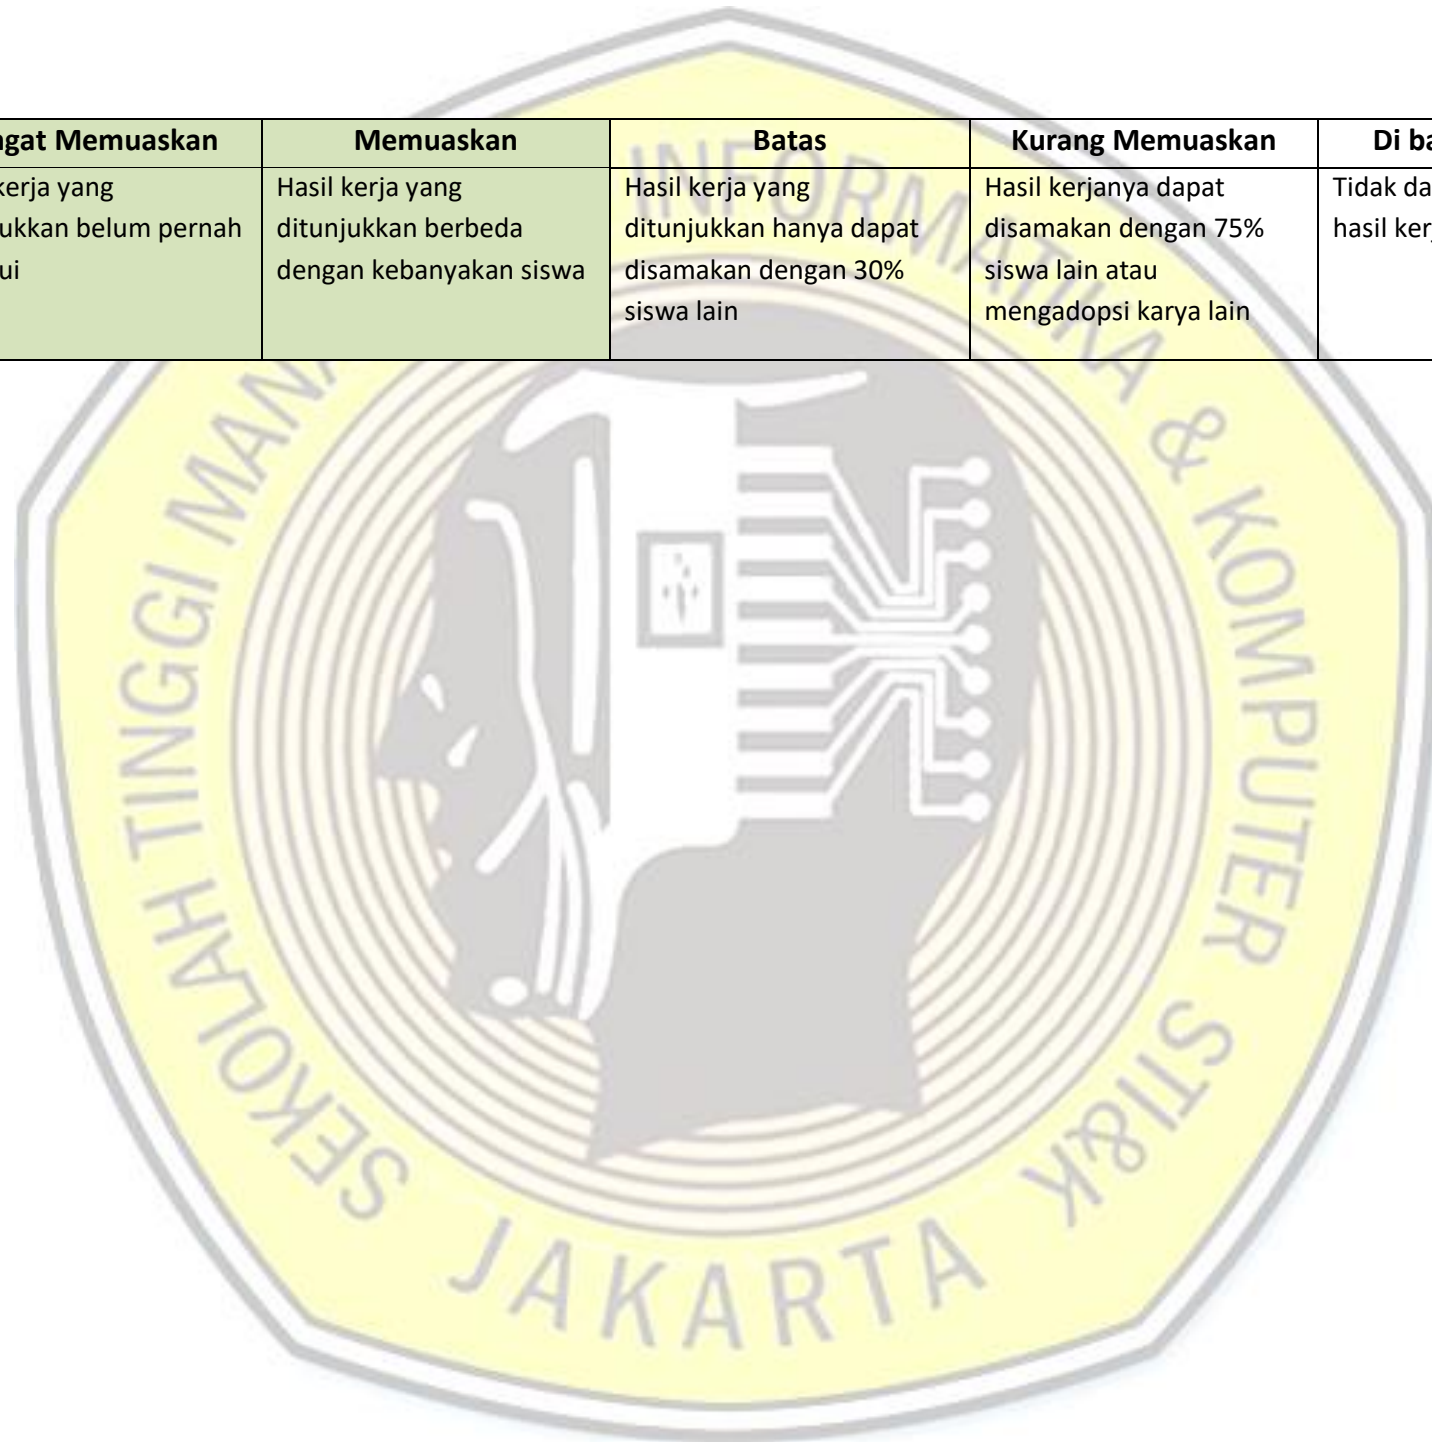 ngat Memuaskan
kerja yang
ukkan belum pernah
ui
Memuaskan
Hasil kerja yang
ditunjukkan berbeda
dengan kebanyakan siswa
Batas
Hasil kerja yang
ditunjukkan hanya dapat
disamakan dengan 30%
siswa lain
Kurang Memuaskan
Hasil kerjanya dapat
disamakan dengan 75%
siswa lain atau
mengadopsi karya lain
Di ba
Tidak da
hasil ker
SEKOLAH TINGGI MANA INFORMATIKA & KOMPUTER STI&K
JAKARTA